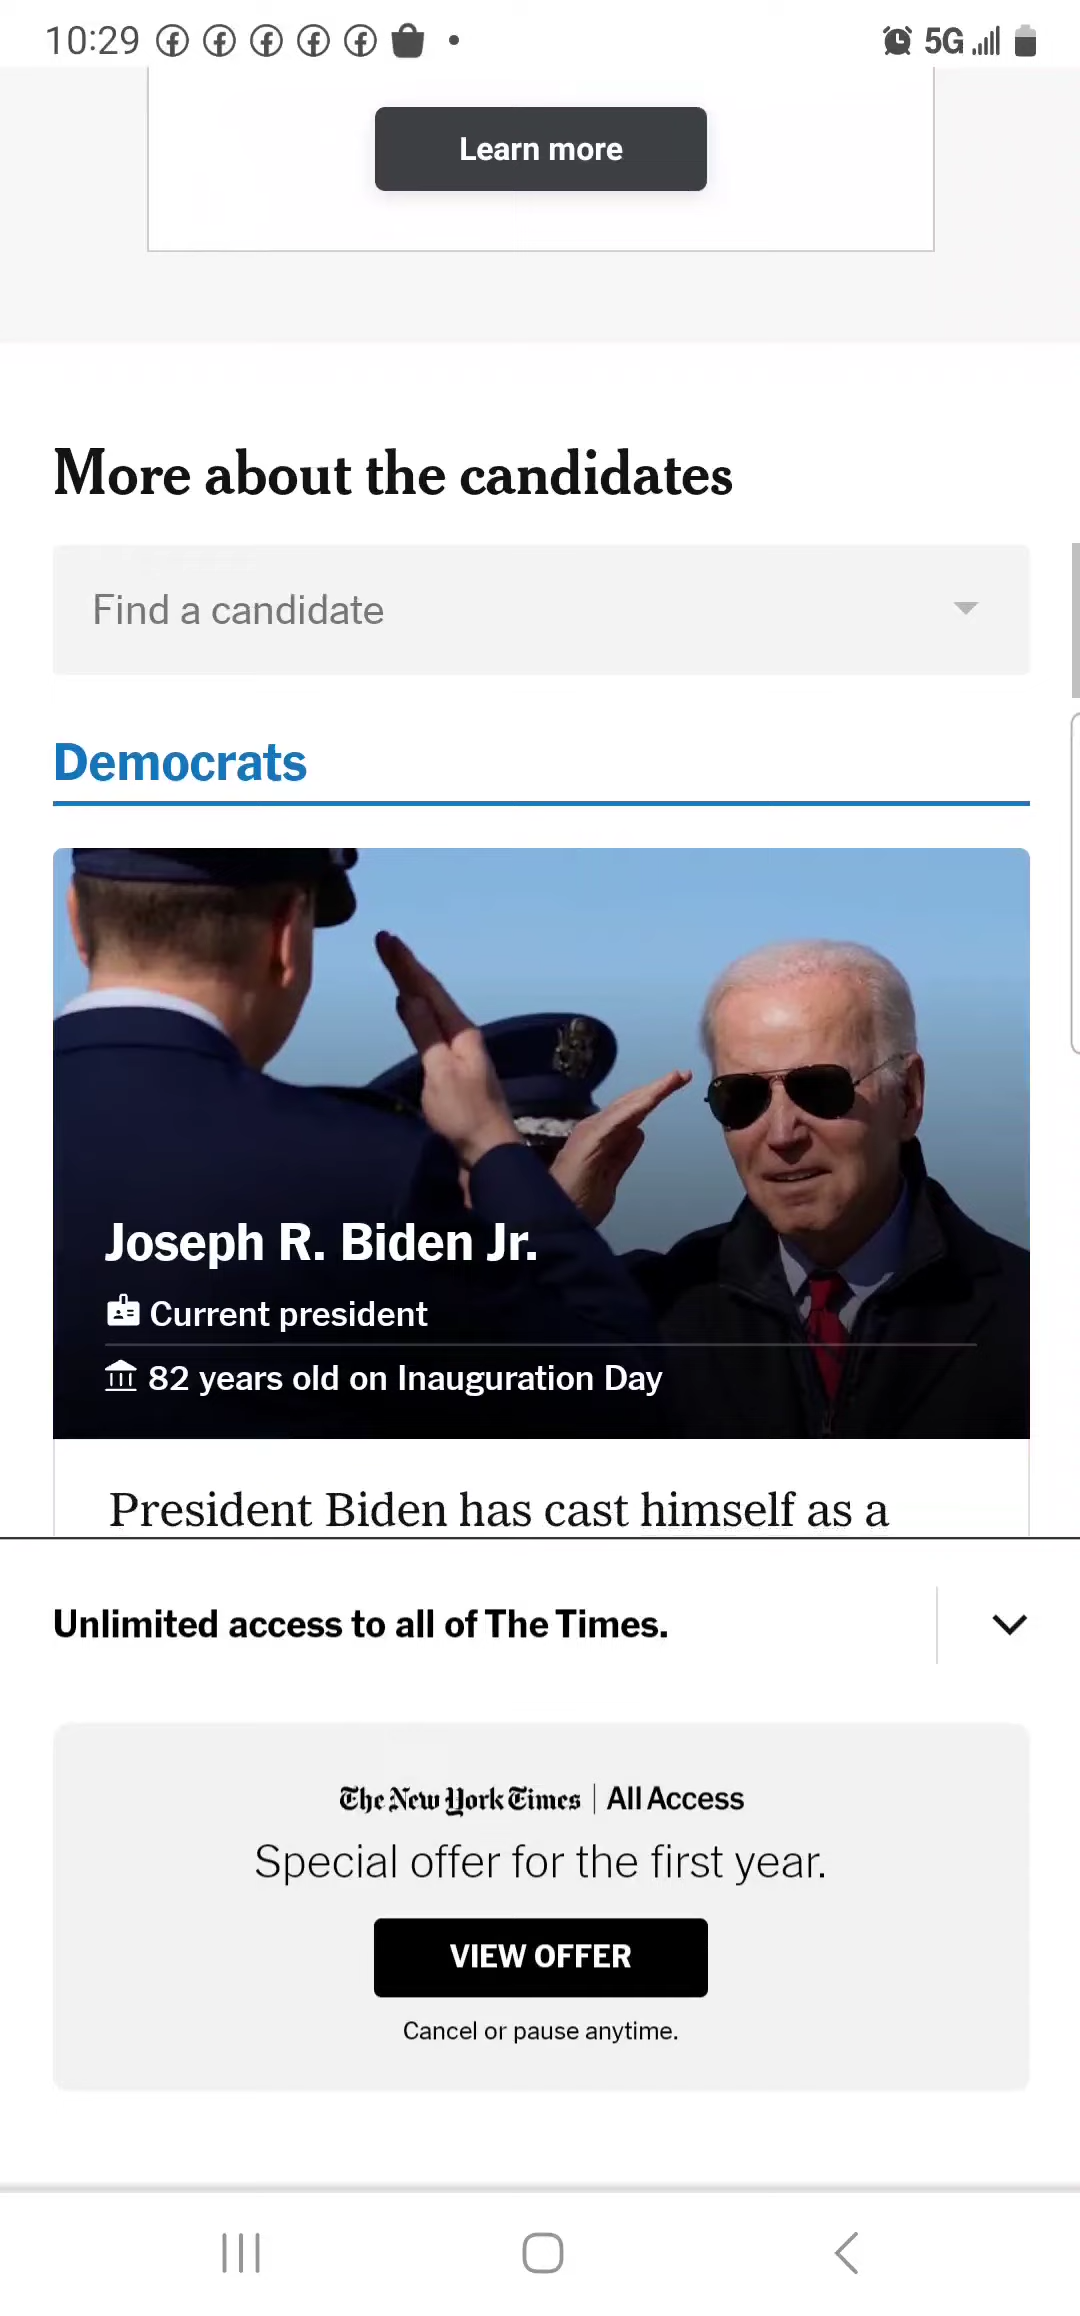 10:29
5G
Learn more
More about the candidates
Find a candidate
Democrats
Joseph R. Biden Jr.
Current president
82 years old on Inauguration Day
President Biden has cast himself as a
Unlimited access to all of The Times.
The New York Times | All Access
Special offer for the first year.
VIEW OFFER
Cancel or pause anytime.